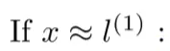 If x ≈ l⁽¹⁾ :